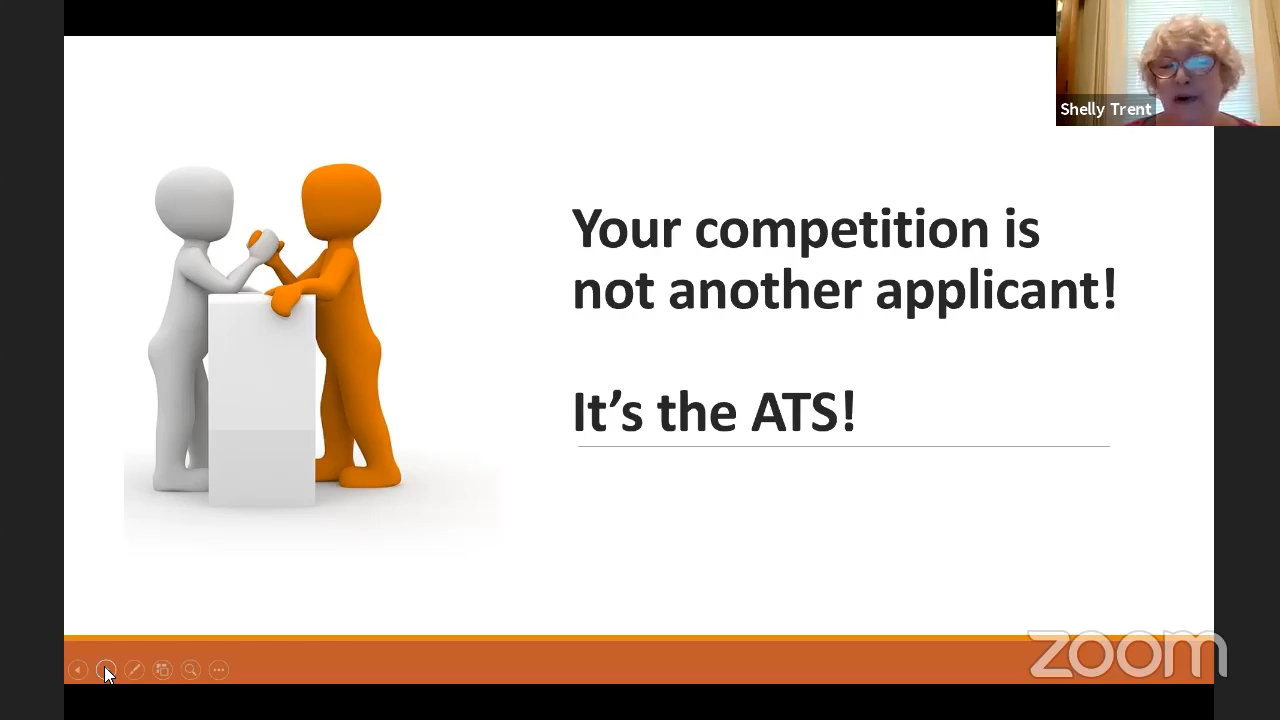 Shelly Trent
Your competition is
not another applicant!
It's the ATS!
zoom